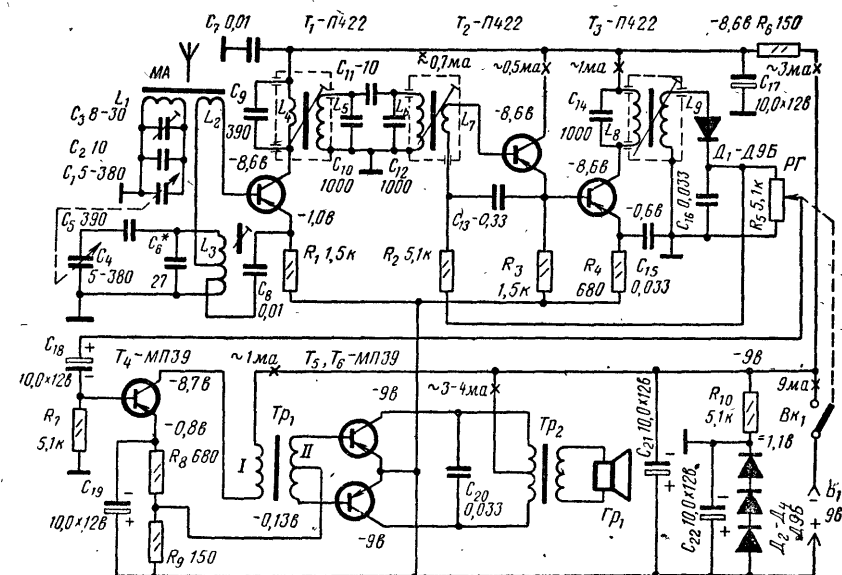 C7 0,01
T1-П422
T2-П422
T3-П422
-8,6в
R6 150
МА
C11-10
0,7ма
~0,5ма
~1ма
~3ма
C17
10,0×12в
L1
L2
C3 8-30
C2 10
C1 5-380
C9
390
L4
L5
L6
L7
-8,6в
C14
1000
L8
L9
Д1-Д9Б
РГ
-8,6в
C10
1000
C12
1000
-8,6в
-1,0в
C13-0,33
-0,6в
C16 0,033
R5 5,1к
C5 390
C6*
L3
C4
5-380
27
C8
0,01
R1 1,5к
R2 5,1к
R3
1,5к
R4
680
C15
0,033
C18
10,0×12в
+
-
T4-МП39
~1ма
T5, T6-МП39
-9в
-8,7в
-9в
~3-4ма
9ма
R7
5,1к
-0,8в
Тр1
I
II
Тр2
C21 10,0×12в
R10
5,1к
Вк1
R8 680
1,1в
C19
10,0×12в
-
+
C20
0,033
Гр1
-
+
C22 10,0×12в
-
+
Д2-Д4
Д9Б
Б1
9в
-
+
-0,13в
-9в
R9 150